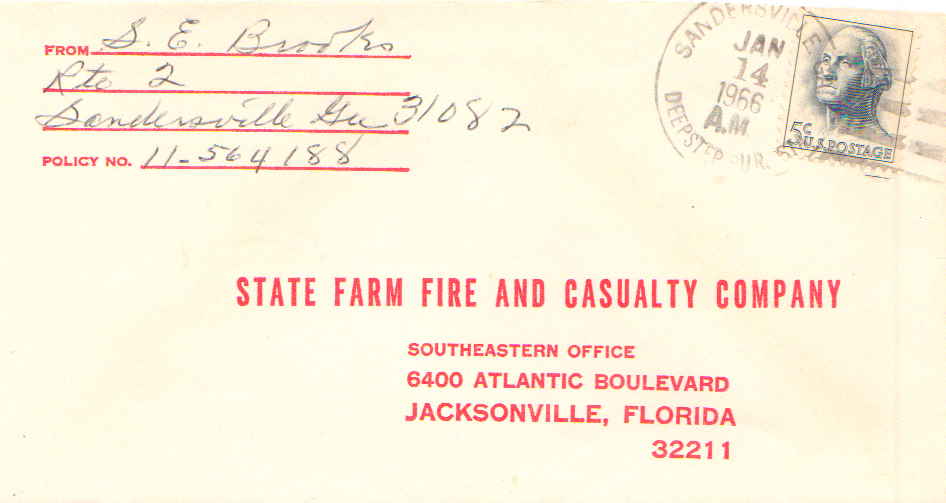 FROM S. E. Brooks
Rte 2
Sandersville Ga 31082
POLICY NO. 11-564188
SANDERSVILLE
JAN
14
1966
A.M
DEEPSTEP RUR. STA
5c
U.S. POSTAGE
STATE FARM FIRE AND CASUALTY COMPANY
SOUTHEASTERN OFFICE
6400 ATLANTIC BOULEVARD
JACKSONVILLE, FLORIDA
32211